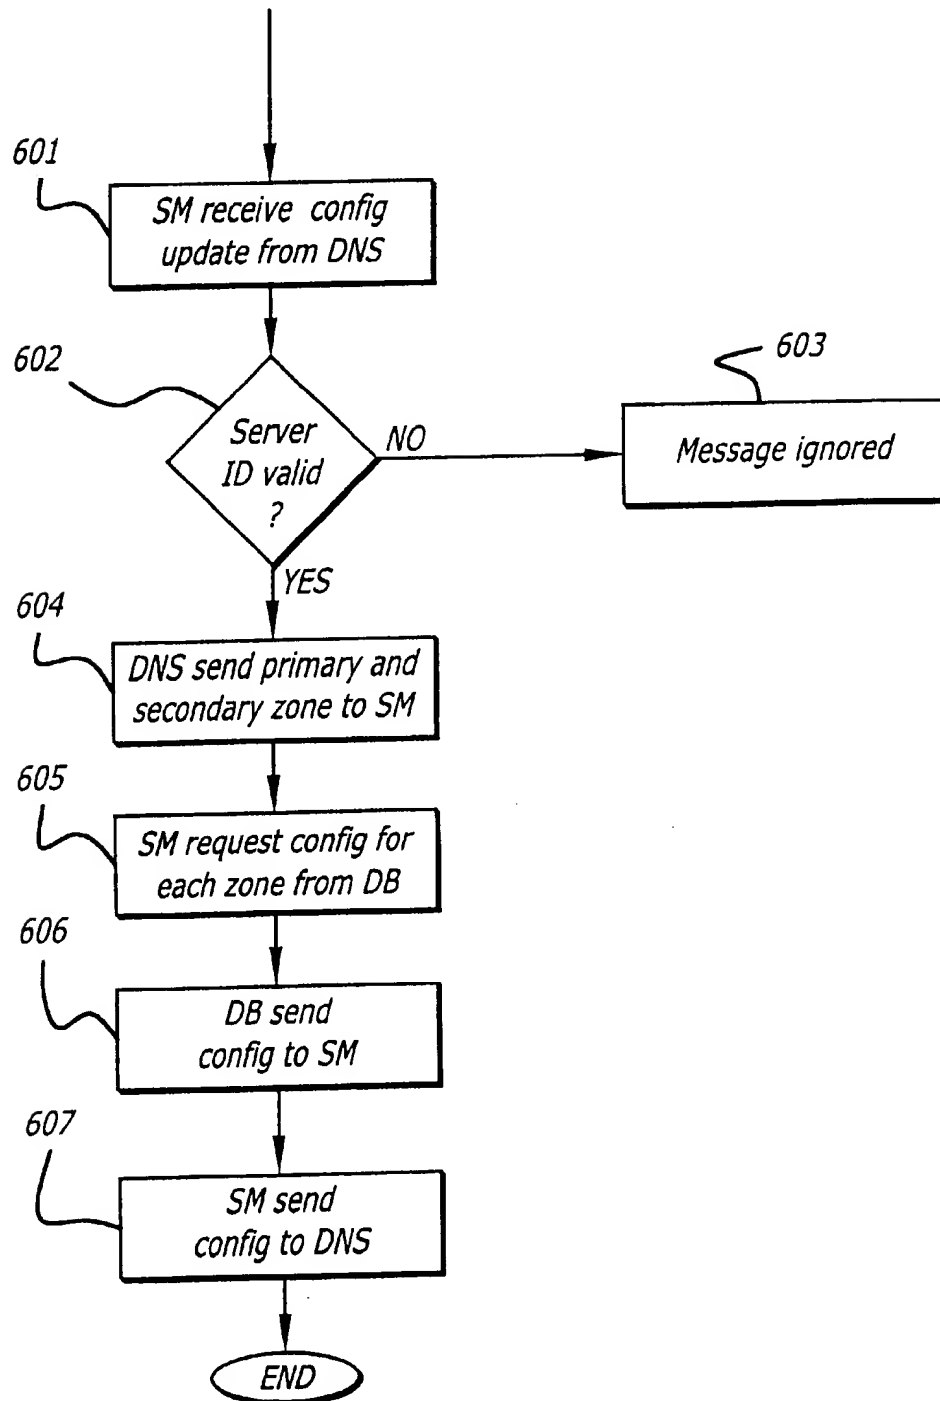 601
SM receive config
update from DNS
602
Server
ID valid
?
NO
603
Message ignored
YES
604
DNS send primary and
secondary zone to SM
605
SM request config for
each zone from DB
606
DB send
config to SM
607
SM send
config to DNS
END